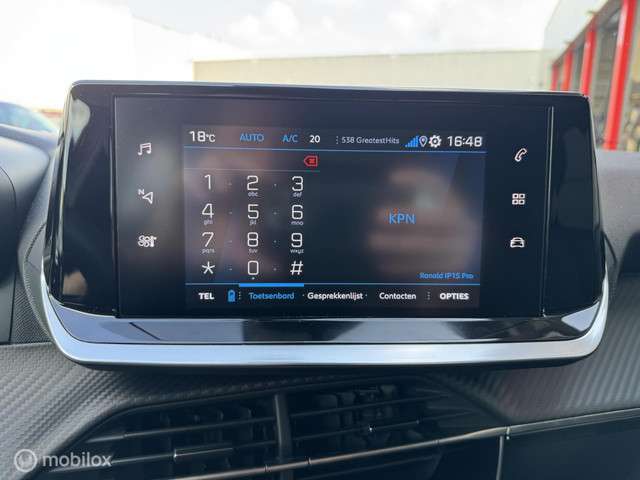 18°C AUTO A/C 20 538 GreatestHits 16:48
N
1 2 3
abc def
4 5 6
ghi jkl mno
KPN
7 8 9
pqrs tuv wxyz
* 0 #
+
Ronald IP15 Pro
TEL Toetsenbord Gesprekkenlijst Contacten OPTIES
mobilox